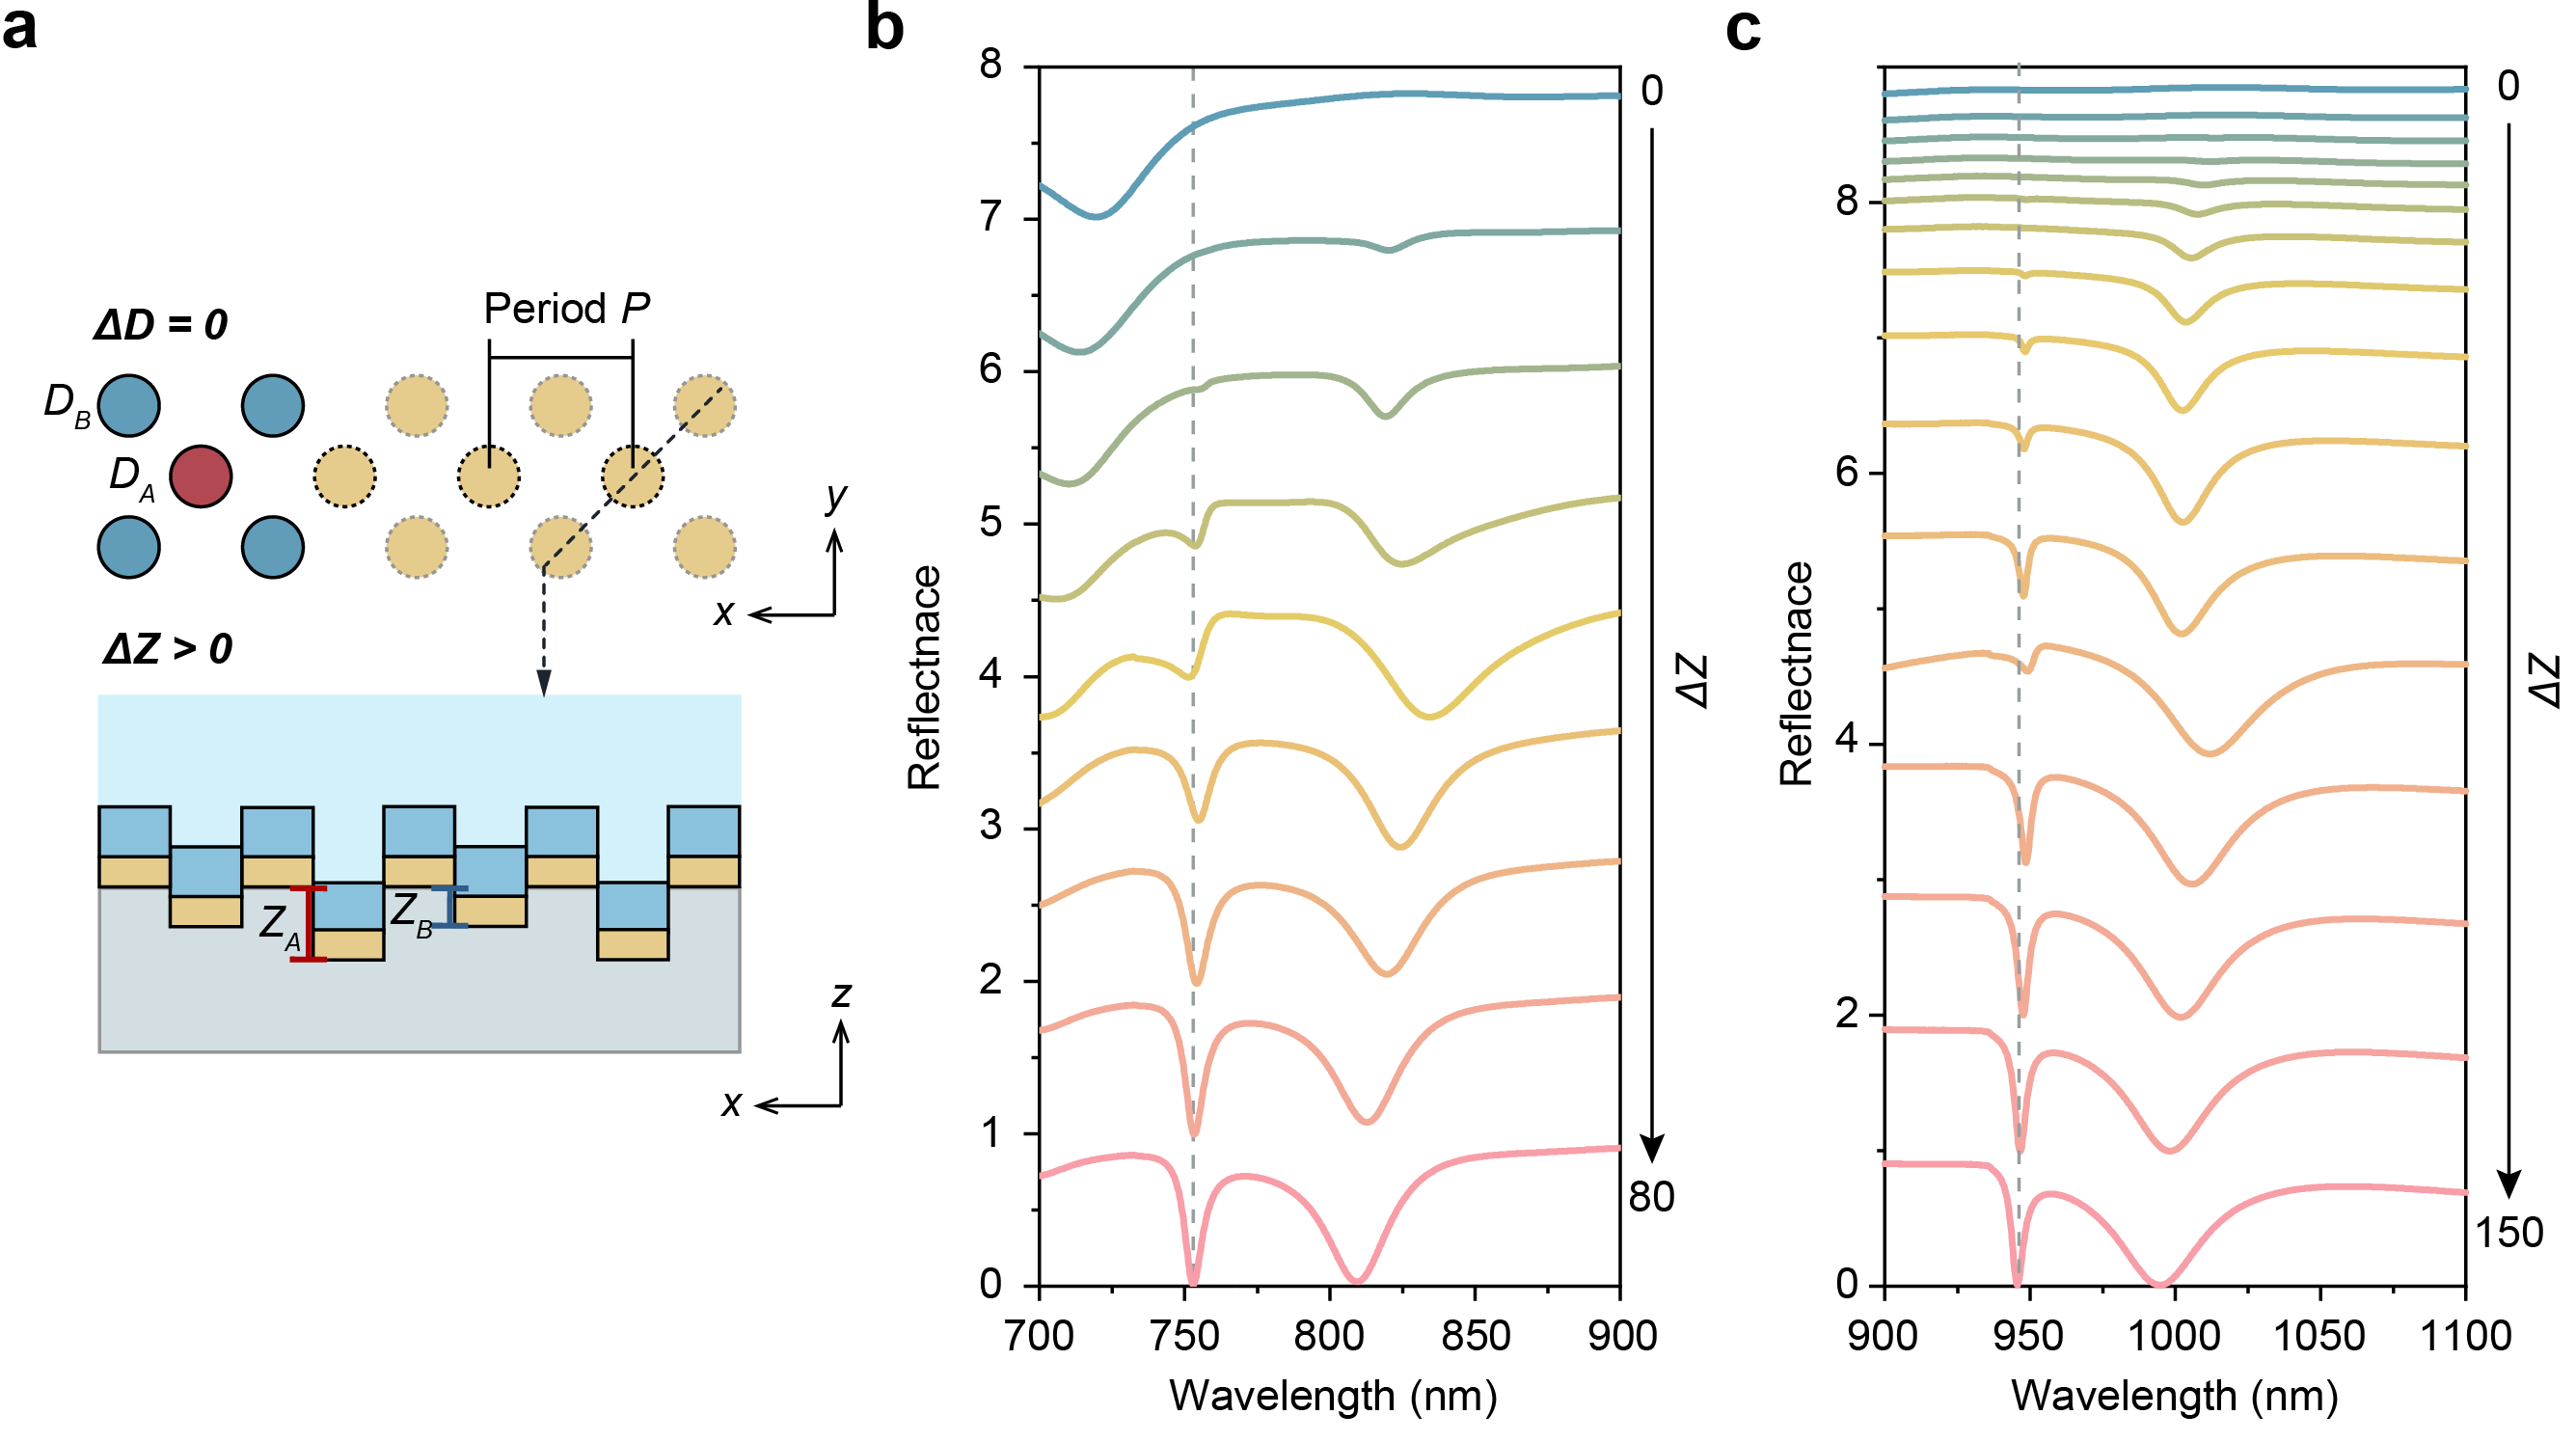 a
ΔD = 0
Period P
D_B
D_A
y
x
ΔZ > 0
Z_A
Z_B
z
x
b
8
7
6
5
4
3
2
1
0
Reflectnace
700 750 800 850 900
Wavelength (nm)
0
ΔZ
80
c
8
6
4
2
0
Reflectnace
900 950 1000 1050 1100
Wavelength (nm)
0
ΔZ
150